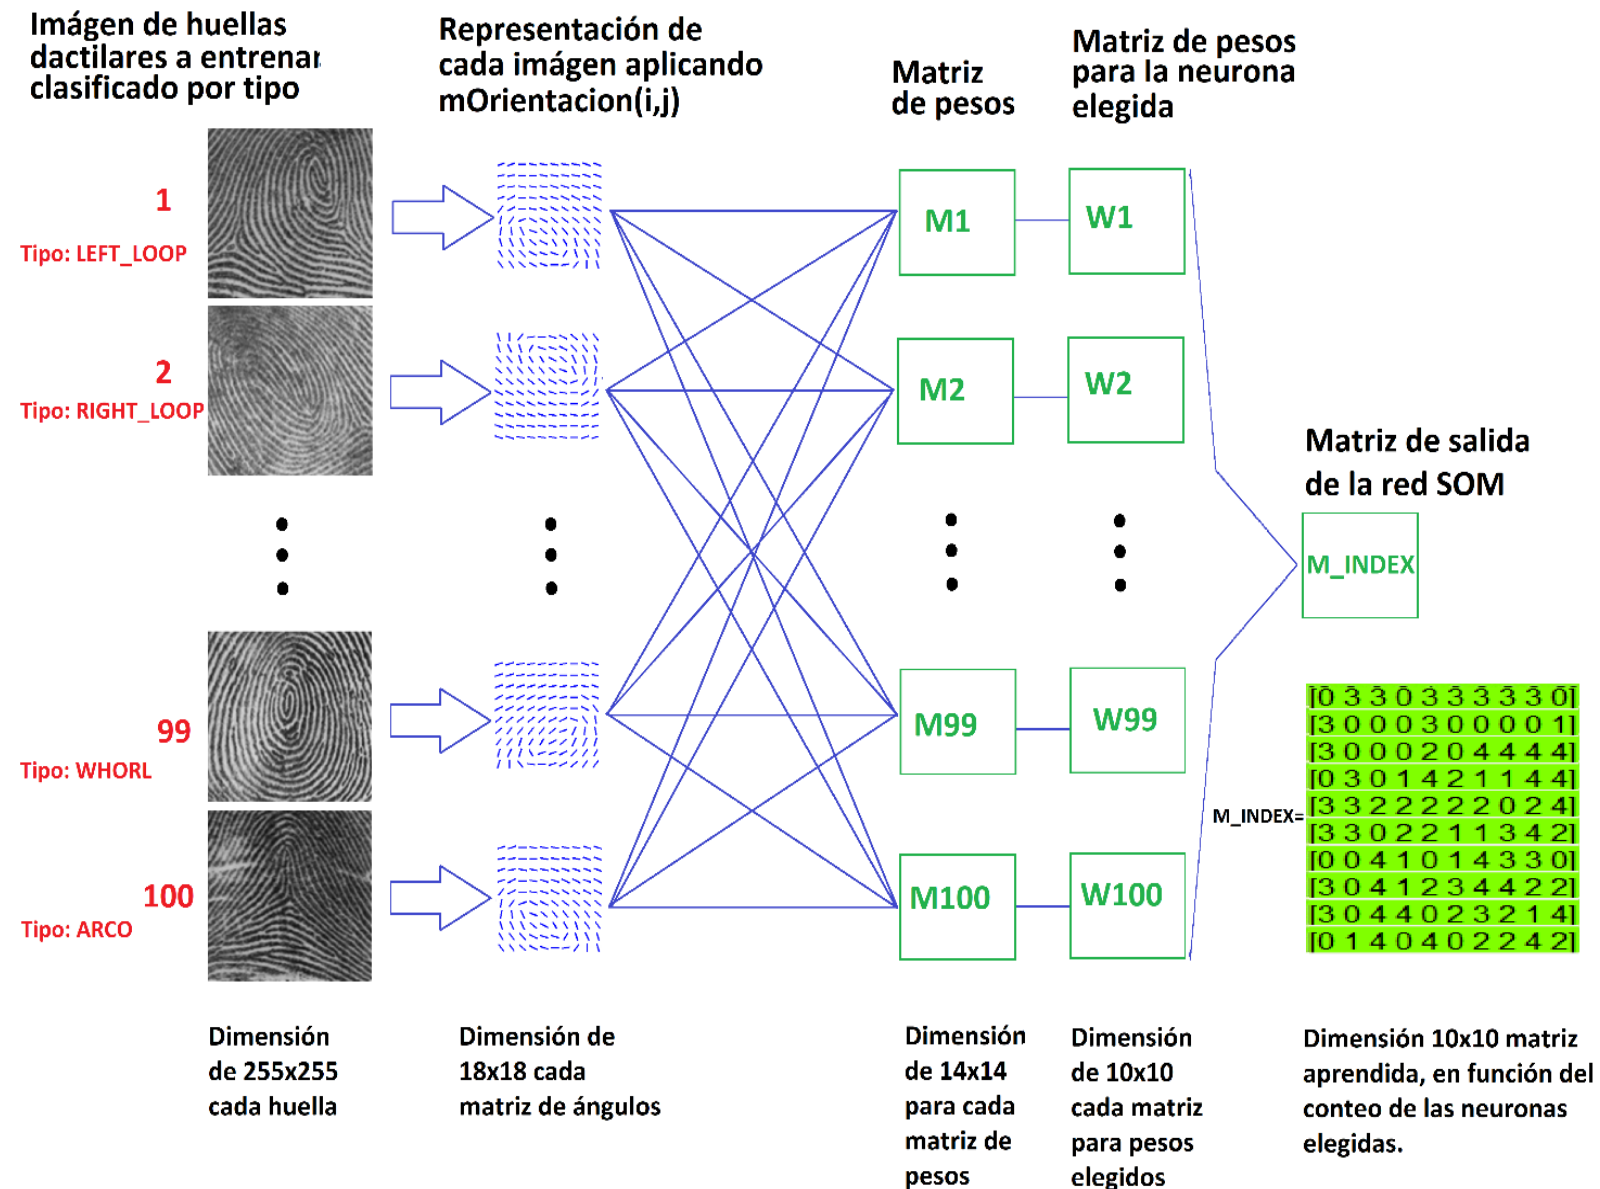 Imágen de huellas
dactilares a entrenar
clasificado por tipo
Representación de
cada imágen aplicando
mOrientacion(i,j)
Matriz
de pesos
Matriz de pesos
para la neurona
elegida
1
Tipo: LEFT_LOOP
M1
W1
2
Tipo: RIGHT_LOOP
M2
W2
Matriz de salida
de la red SOM
M_INDEX
99
Tipo: WHORL
M99
W99
100
Tipo: ARCO
M100
W100
M_INDEX=
[0 3 3 0 3 3 3 3 3 0]
[3 0 0 0 3 0 0 0 0 1]
[3 0 0 0 2 0 4 4 4 4]
[0 3 0 1 4 2 1 1 4 4]
[3 3 2 2 2 2 2 0 2 4]
[3 3 0 2 2 1 1 3 4 2]
[0 0 4 1 0 1 4 3 3 0]
[3 0 4 1 2 3 4 4 2 2]
[3 0 4 4 0 2 3 2 1 4]
[0 1 4 0 4 0 2 2 4 2]
Dimensión
de 255x255
cada huella
Dimensión de
18x18 cada
matriz de ángulos
Dimensión
de 14x14
para cada
matriz de
pesos
Dimensión
de 10x10
cada matriz
para pesos
elegidos
Dimensión 10x10 matriz
aprendida, en función del
conteo de las neuronas
elegidas.